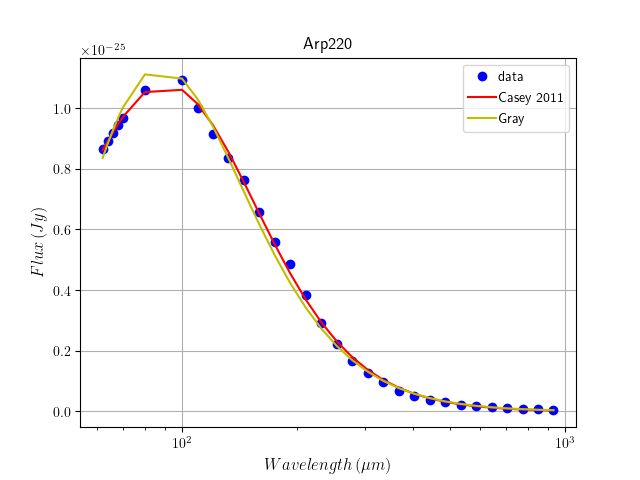 Arp220
×10⁻²⁵
data
Casey 2011
Gray
1.0
0.8
0.6
0.4
0.2
0.0
Flux (Jy)
10² 10³
Wavelength (μm)